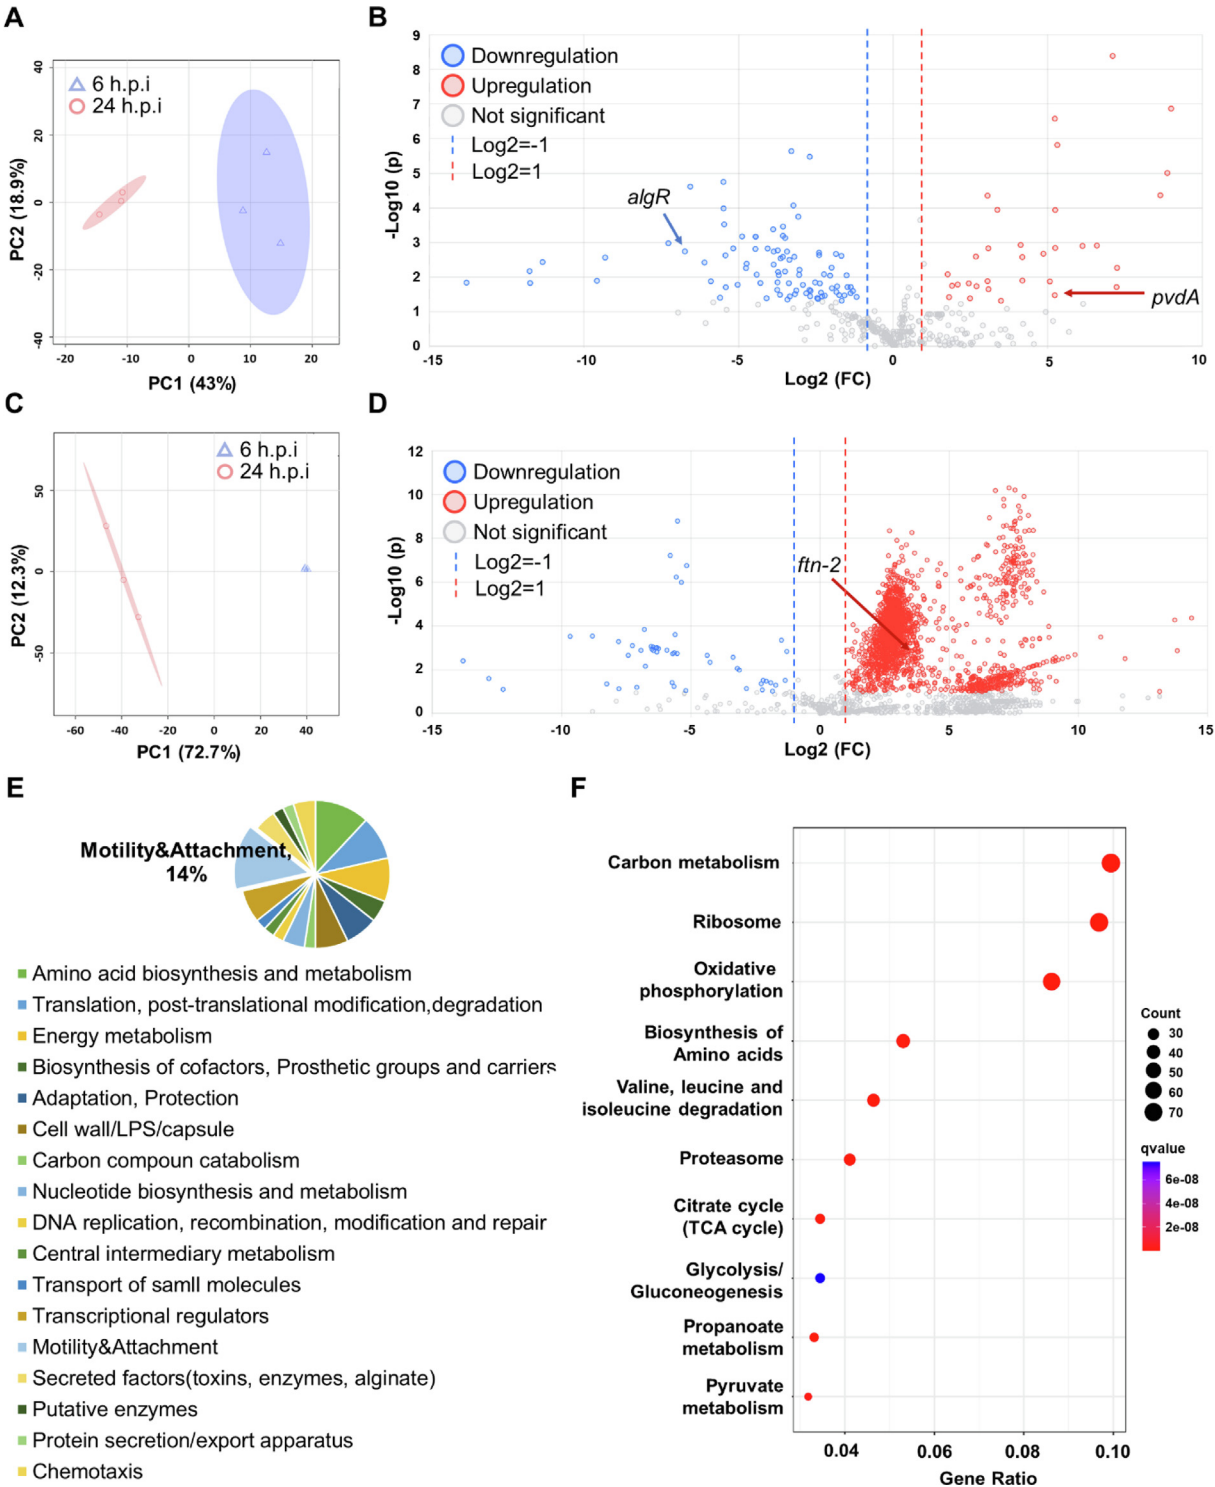 A
6 h.p.i
24 h.p.i
40
20
0
-20
-40
-20
-10
0
10
20
PC2 (18.9%)
PC1 (43%)
B
Downregulation
Upregulation
Not significant
Log2=-1
Log2=1
algR
pvdA
9
8
7
6
5
4
3
2
1
0
-15
-10
-5
0
5
10
-Log10 (p)
Log2 (FC)
C
6 h.p.i
24 h.p.i
50
0
-50
-60
-40
-20
0
20
40
PC2 (12.3%)
PC1 (72.7%)
D
Downregulation
Upregulation
Not significant
Log2=-1
Log2=1
ftn-2
12
10
8
6
4
2
0
-15
-10
-5
0
5
10
15
-Log10 (p)
Log2 (FC)
E
Motility&Attachment,
14%
Amino acid biosynthesis and metabolism
Translation, post-translational modification,degradation
Energy metabolism
Biosynthesis of cofactors, Prosthetic groups and carriers
Adaptation, Protection
Cell wall/LPS/capsule
Carbon compoun catabolism
Nucleotide biosynthesis and metabolism
DNA replication, recombination, modification and repair
Central intermediary metabolism
Transport of samll molecules
Transcriptional regulators
Motility&Attachment
Secreted factors(toxins, enzymes, alginate)
Putative enzymes
Protein secretion/export apparatus
Chemotaxis
F
Carbon metabolism
Ribosome
Oxidative
phosphorylation
Biosynthesis of
Amino acids
Valine, leucine and
isoleucine degradation
Proteasome
Citrate cycle
(TCA cycle)
Glycolysis/
Gluconeogenesis
Propanoate
metabolism
Pyruvate
metabolism
0.04
0.06
0.08
0.10
Gene Ratio
Count
30
40
50
60
70
qvalue
6e-08
4e-08
2e-08